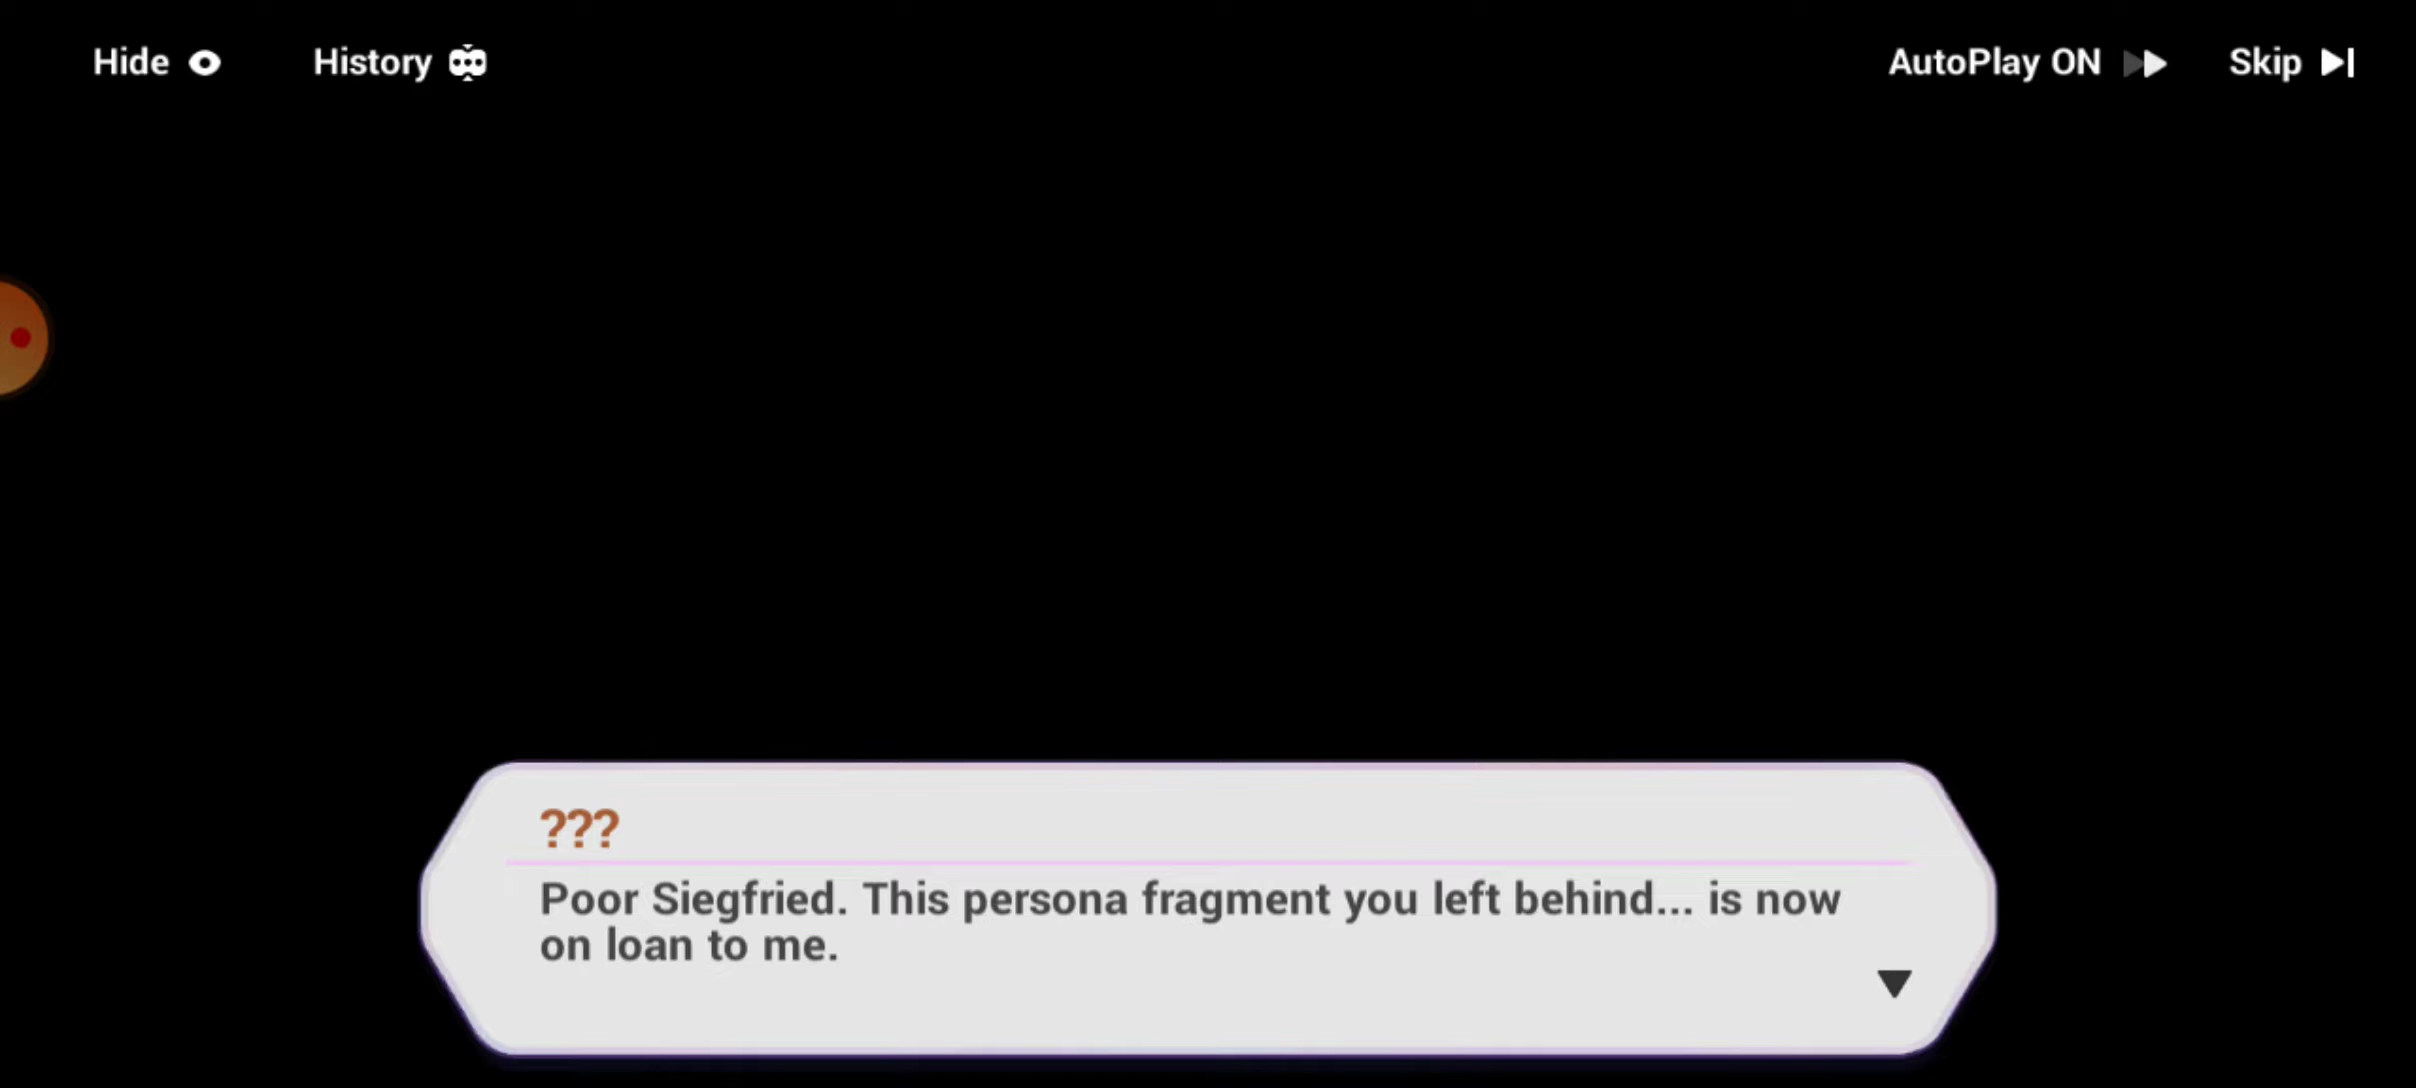 Hide
History
AutoPlay ON
Skip
???
Poor Siegfried. This persona fragment you left behind... is now
on loan to me.